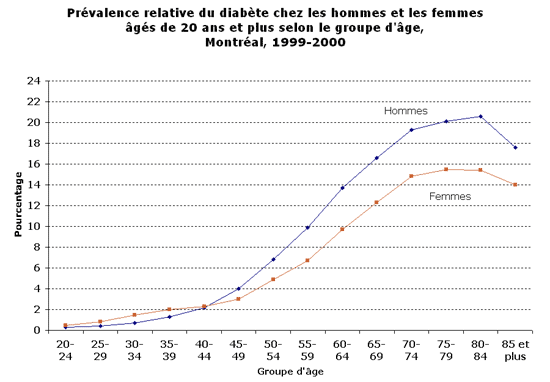 Prévalence relative du diabète chez les hommes et les femmes
âgés de 20 ans et plus selon le groupe d'âge,
Montréal, 1999-2000
24
22
20
18
16
14
12
10
8
6
4
2
0
Pourcentage
Hommes
Femmes
20- 25- 30- 35- 40- 45- 50- 55- 60- 65- 70- 75- 80- 85 et
24 29 34 39 44 49 54 59 64 69 74 79 84 plus
Groupe d'âge